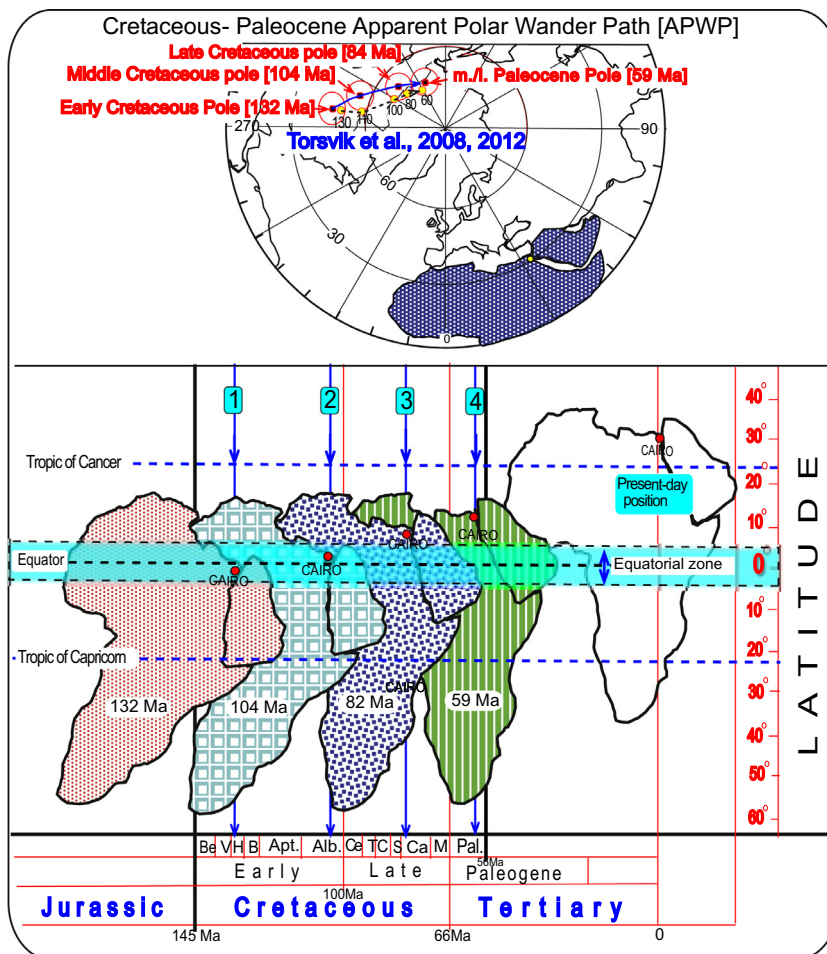 Cretaceous- Paleocene Apparent Polar Wander Path [APWP]
Late Cretaceous pole [84 Ma]
Middle Cretaceous pole [104 Ma]
m./l. Paleocene Pole [59 Ma]
Early Cretaceous Pole [132 Ma]
130 110 100 80 60
270
90
Torsvik et al., 2008, 2012
60
30
0
1 2 3 4
40°
30°
CAIRO
Tropic of Cancer
20°
Present-day
position
10°
CAIRO
CAIRO
Equator
CAIRO
CAIRO
Equatorial zone
0°
10°
20°
Tropic of Capricorn
CAIRO
30°
132 Ma
104 Ma
82 Ma
59 Ma
40°
50°
60°
LATITUDE
Be V H B Apt. Alb. Ce T C S Ca M Pal.
56Ma
Early Late Paleogene
100Ma
Jurassic Cretaceous Tertiary
145 Ma 66Ma 0